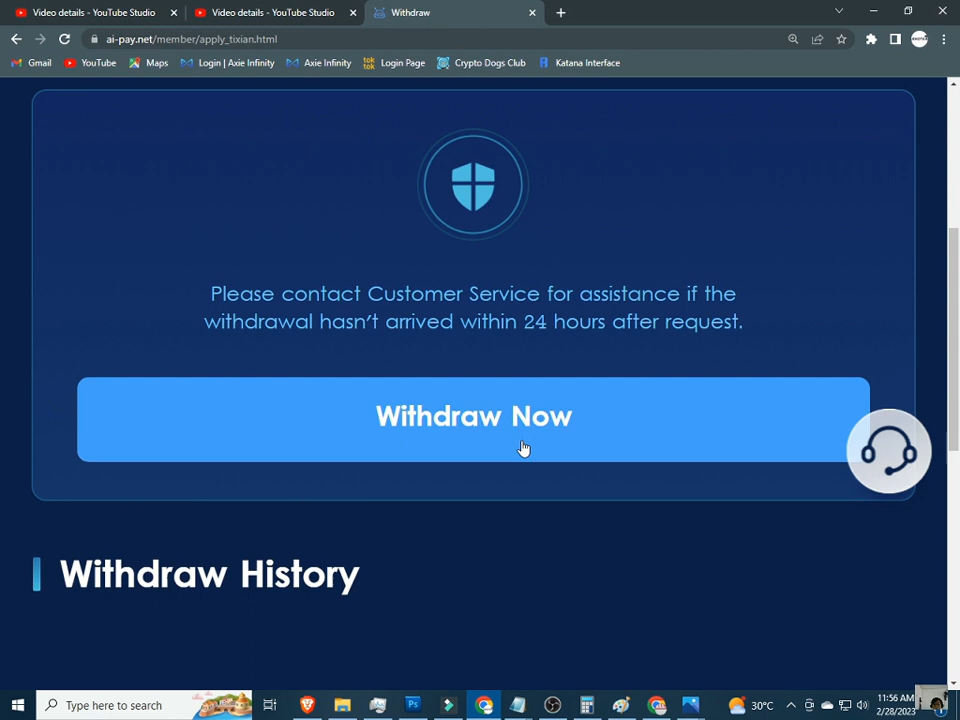 Video details - YouTube Studio
Video details - YouTube Studio
Withdraw
ai-pay.net/member/apply_tixian.html
Gmail
YouTube
Maps
Login | Axie Infinity
Axie Infinity
tok
tok
Login Page
Crypto Dogs Club
Katana Interface
Please contact Customer Service for assistance if the
withdrawal hasn't arrived within 24 hours after request.
Withdraw Now
Withdraw History
Type here to search
Ps
30°C
11:56 AM
2/28/2023